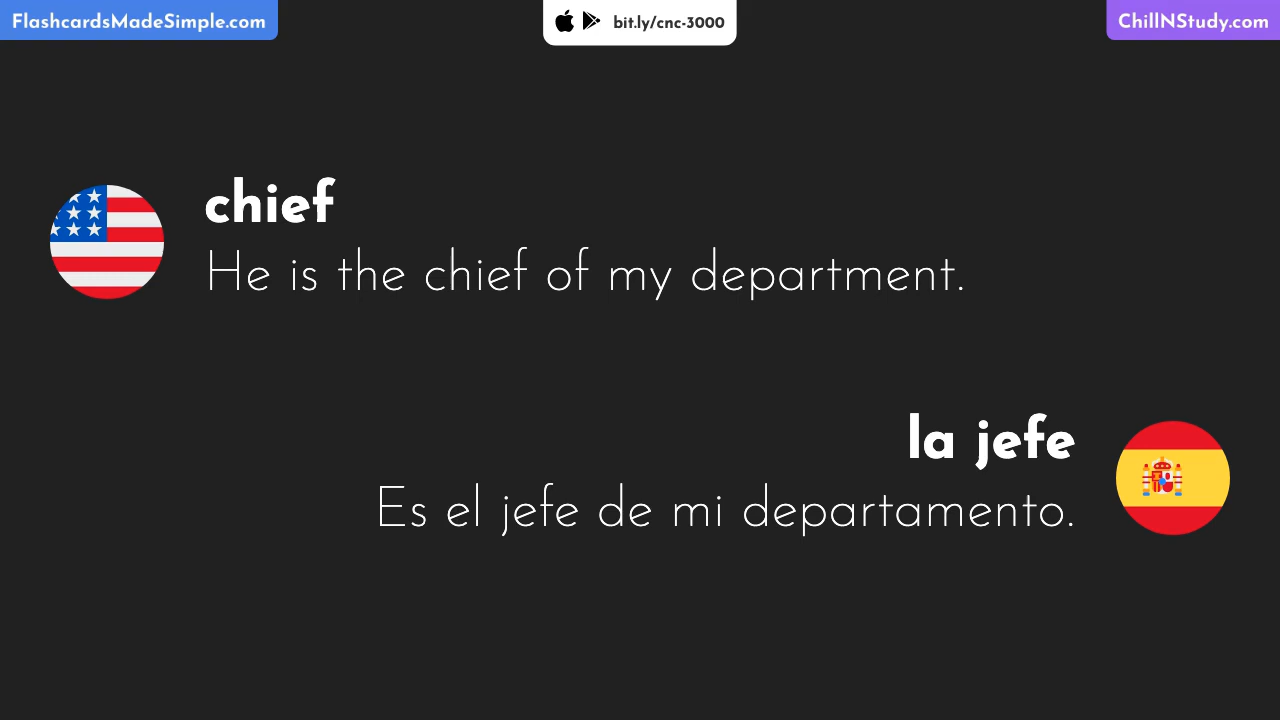 FlashcardsMadeSimple.com
bit.ly/cnc-3000
ChillNStudy.com
chief
He is the chief of my department.
la jefe
Es el jefe de mi departamento.